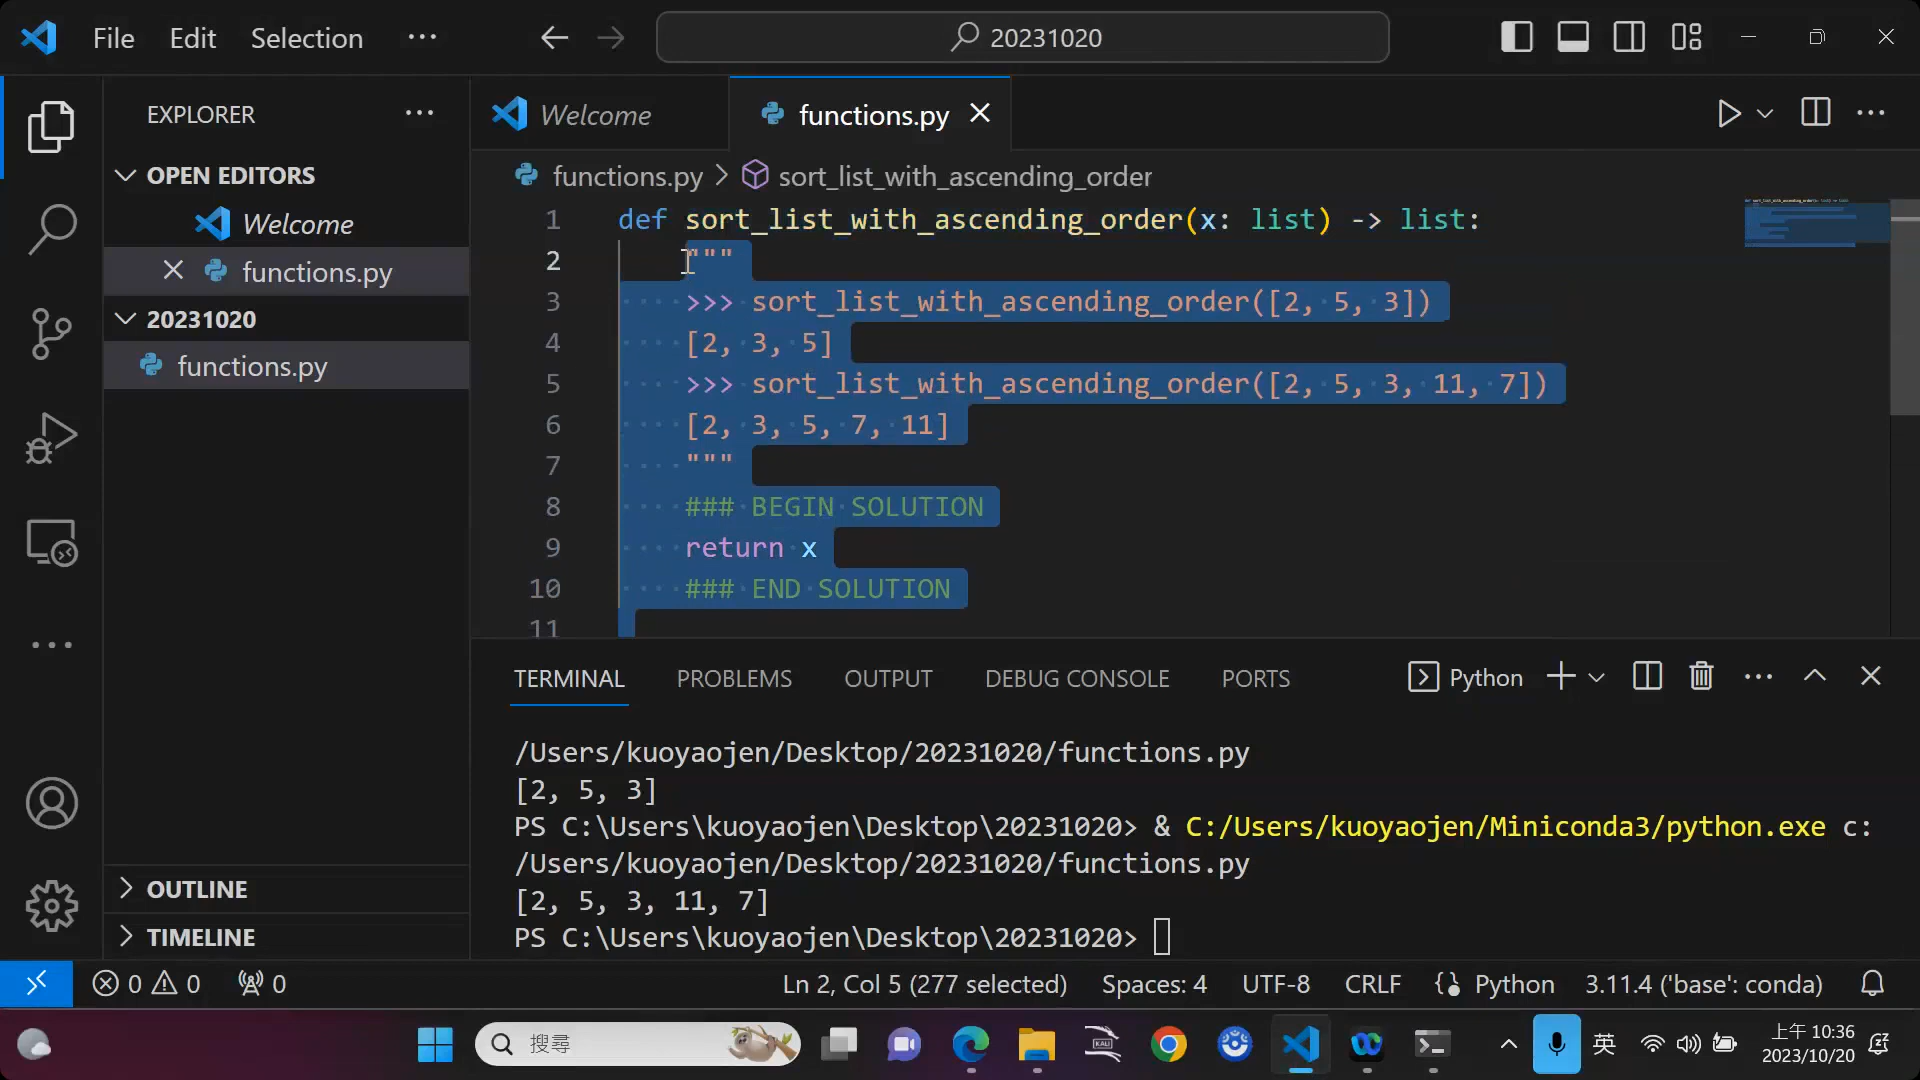 File Edit Selection ··· 20231020
EXPLORER ···
Welcome functions.py
OPEN EDITORS
Welcome
functions.py
20231020
functions.py
OUTLINE
TIMELINE
functions.py > sort_list_with_ascending_order
1 def sort_list_with_ascending_order(x: list) -> list:
2 """
3 >>> sort_list_with_ascending_order([2, 5, 3])
4 [2, 3, 5]
5 >>> sort_list_with_ascending_order([2, 5, 3, 11, 7])
6 [2, 3, 5, 7, 11]
7 """
8 ### BEGIN SOLUTION
9 return x
10 ### END SOLUTION
11
TERMINAL PROBLEMS OUTPUT DEBUG CONSOLE PORTS Python
/Users/kuoyaojen/Desktop/20231020/functions.py
[2, 5, 3]
PS C:\Users\kuoyaojen\Desktop\20231020> & C:/Users/kuoyaojen/Miniconda3/python.exe c:
/Users/kuoyaojen/Desktop/20231020/functions.py
[2, 5, 3, 11, 7]
PS C:\Users\kuoyaojen\Desktop\20231020>
0 0 0 Ln 2, Col 5 (277 selected) Spaces: 4 UTF-8 CRLF Python 3.11.4 ('base': conda)
搜尋 KALI 英 上午 10:36
2023/10/20